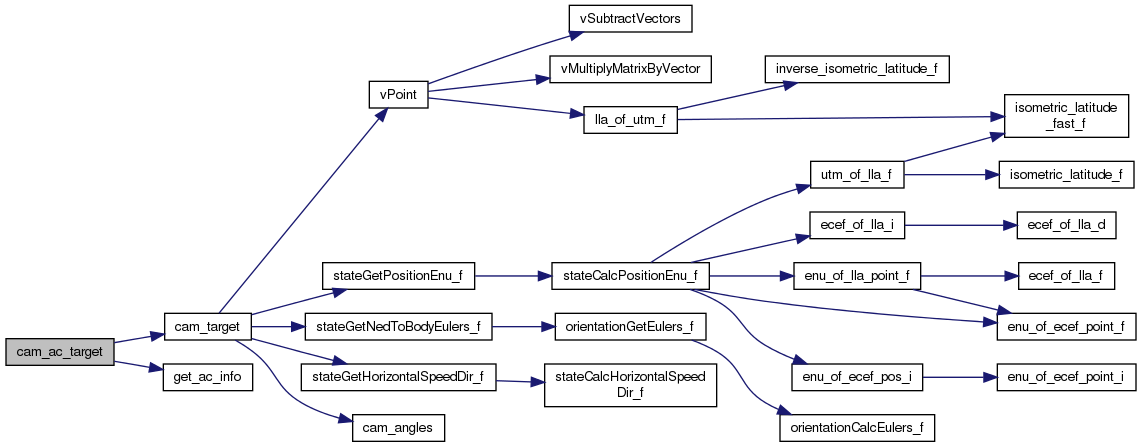 vSubtractVectors
vMultiplyMatrixByVector
inverse_isometric_latitude_f
vPoint
lla_of_utm_f
isometric_latitude
_fast_f
utm_of_lla_f
isometric_latitude_f
ecef_of_lla_i
ecef_of_lla_d
stateGetPositionEnu_f
stateCalcPositionEnu_f
enu_of_lla_point_f
ecef_of_lla_f
cam_target
stateGetNedToBodyEulers_f
orientationGetEulers_f
enu_of_ecef_point_f
cam_ac_target
get_ac_info
stateGetHorizontalSpeedDir_f
stateCalcHorizontalSpeed
Dir_f
enu_of_ecef_pos_i
enu_of_ecef_point_i
cam_angles
orientationCalcEulers_f